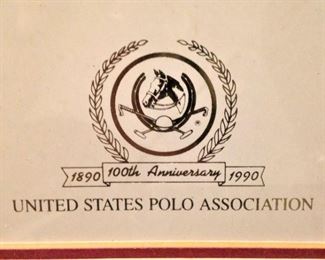 1890 100th Anniversary 1990
UNITED STATES POLO ASSOCIATION